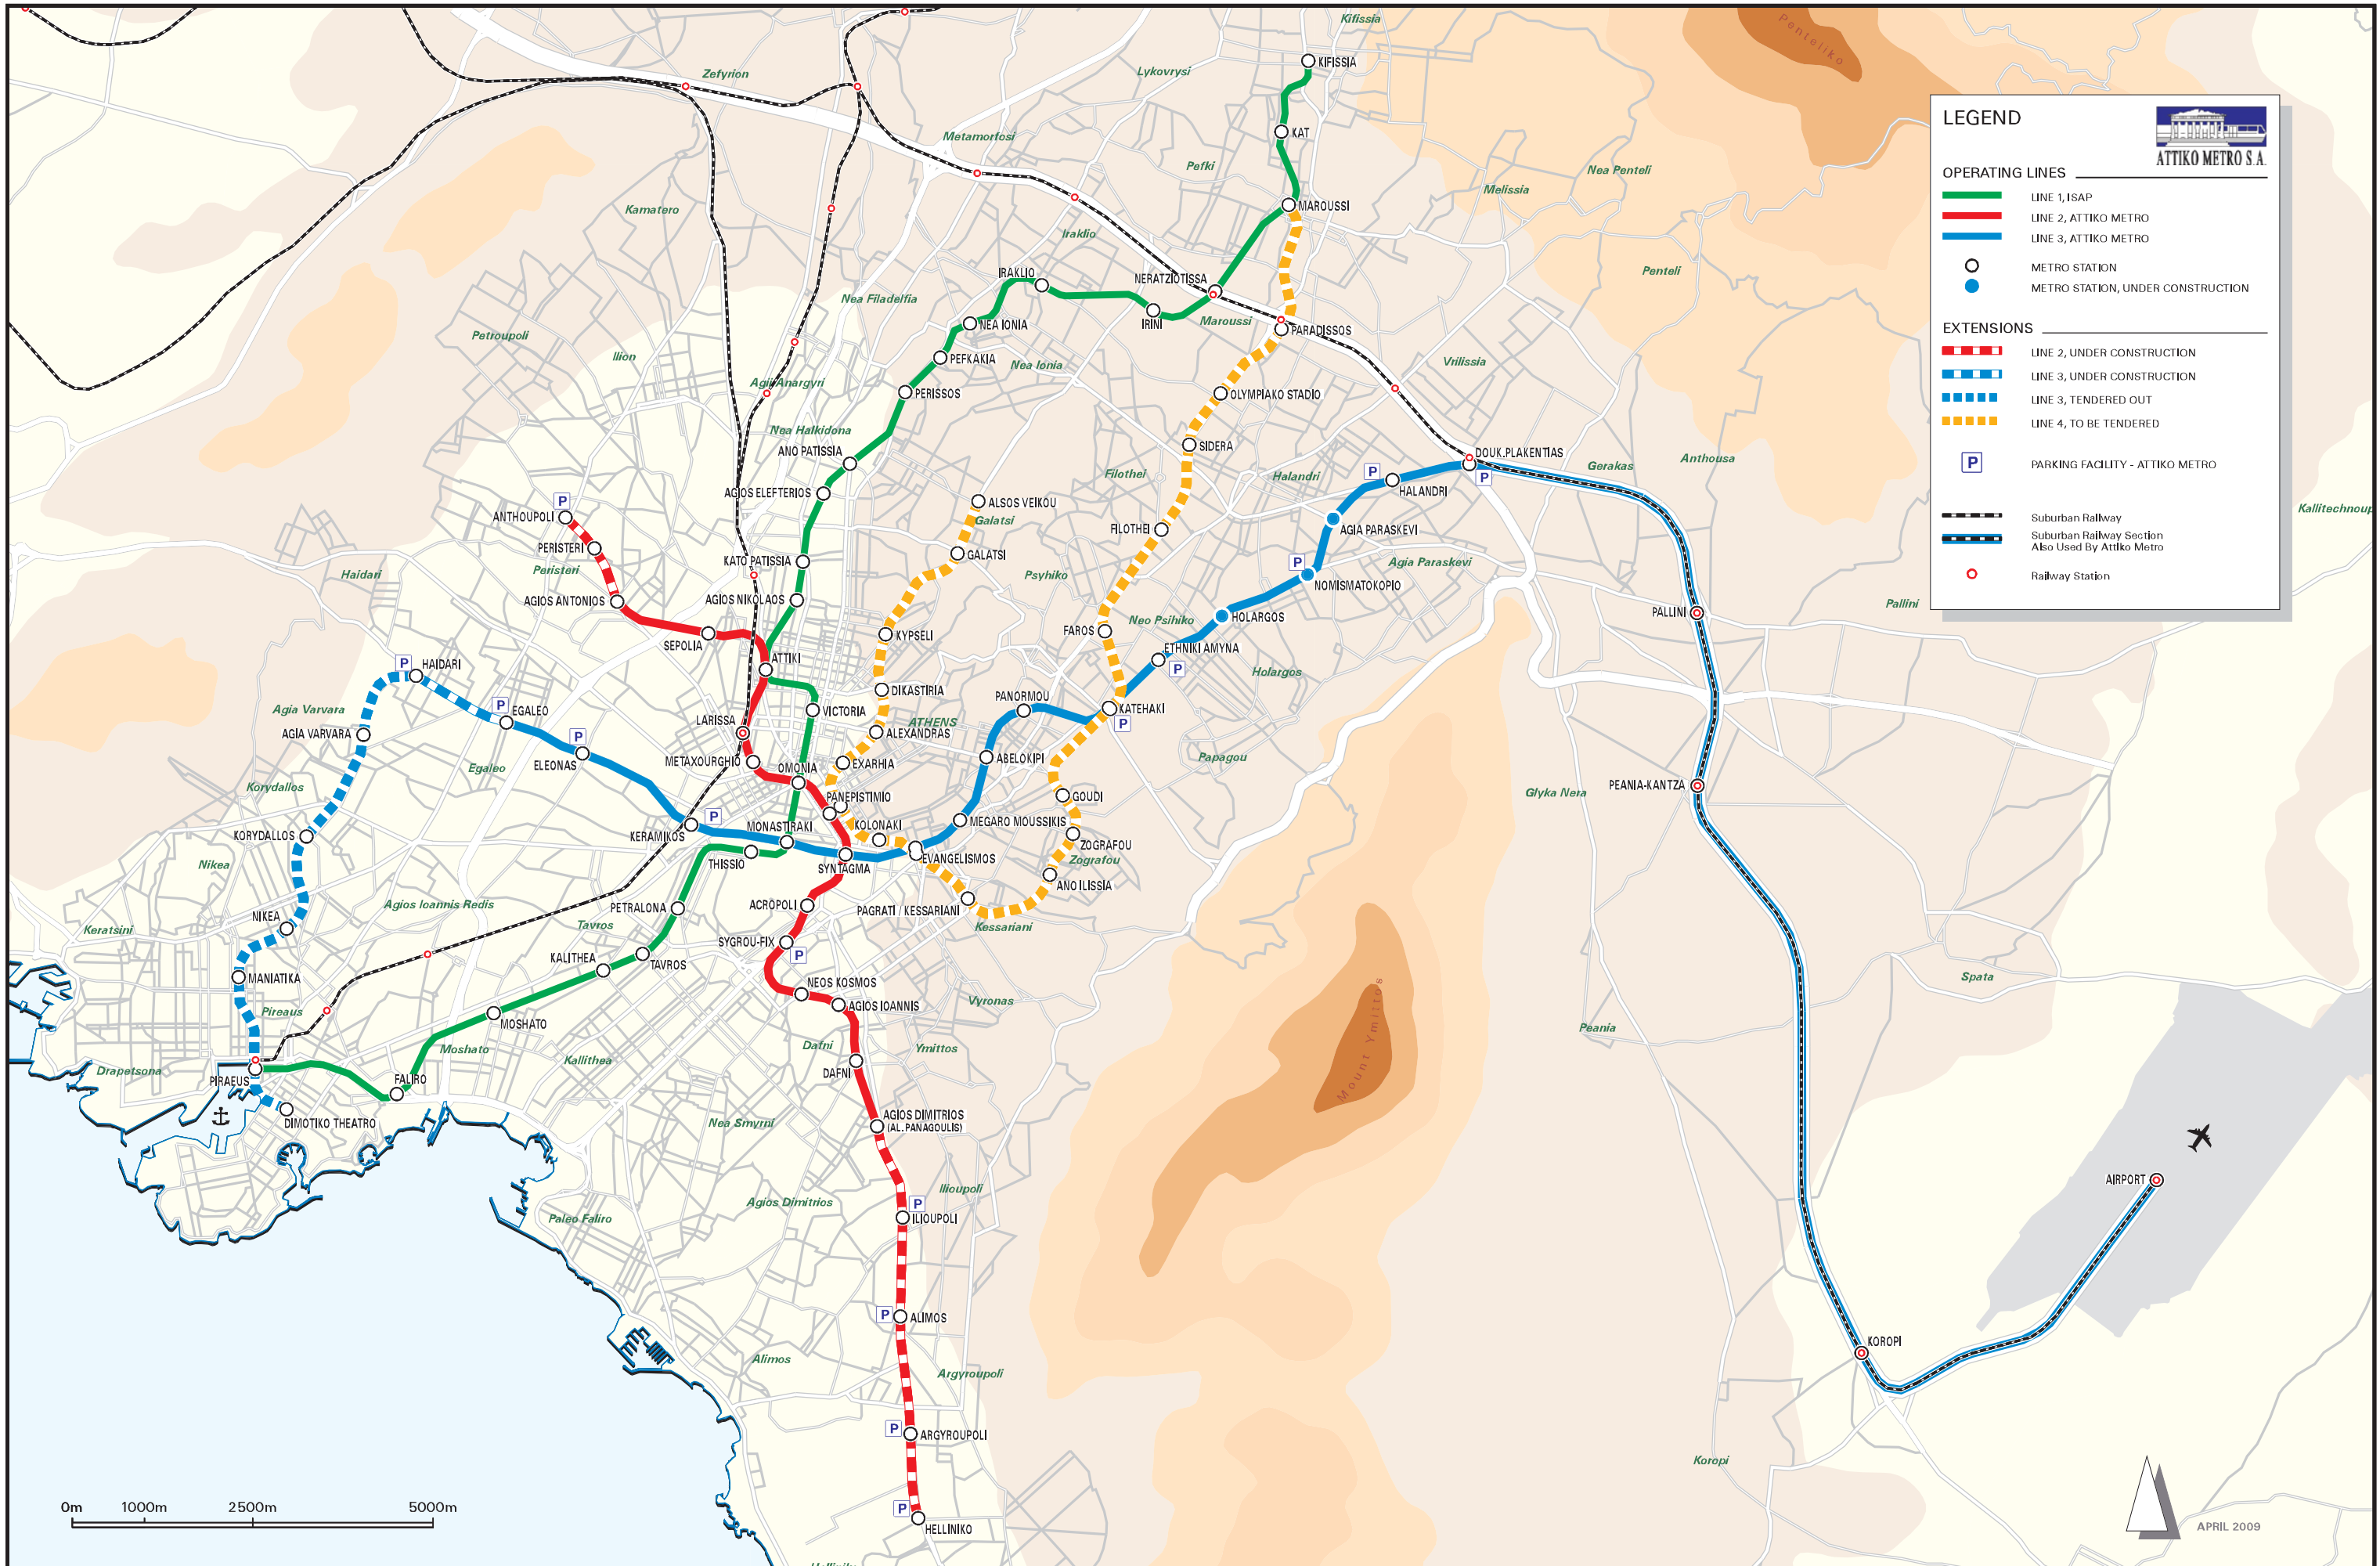 Kifissia
Penteliko
KIFISSIA
Zefyrion
Lykovrysi
Metamorfosi
KAT
Pefki
Nea Penteli
Melissia
Kamatero
MAROUSSI
Iraklio
Penteli
IRAKLIO
NERATZIOTISSA
Nea Filadelfia
NEA IONIA
IRINI
Maroussi
PARADISSOS
Petroupoli
Ilion
PEFKAKIA
Nea Ionia
Vrilissia
Agii Anargyri
PERISSOS
OLYMPIAKO STADIO
Nea Halkidona
ANO PATISSIA
SIDERA
DOUK.PLAKENTIAS
Gerakas
Anthousa
Filothei
Halandri
P
P
HALANDRI
AGIOS ELEFTERIOS
ALSOS VEIKOU
Galatsi
P
ANTHOUPOLI
FILOTHEI
AGIA PARASKEVI
Kallitechnoup
PERISTERI
Peristeri
GALATSI
KATO PATISSIA
P
Agia Paraskevi
Haidari
Psyhiko
NOMISMATOKOPIO
AGIOS ANTONIOS
AGIOS NIKOLAOS
Pallini
PALLINI
HOLARGOS
Neo Psihiko
FAROS
KYPSELI
SEPOLIA
ETHNIKI AMYNA
P
ATTIKI
P
HAIDARI
Holargos
DIKASTIRIA
PANORMOU
Agia Varvara
P
EGALEO
VICTORIA
KATEHAKI
P
LARISSA
ATHENS
AGIA VARVARA
ALEXANDRAS
P
ELEONAS
METAXOURGHIO
OMONIA
EXARHIA
ABELOKIPI
Papagou
Egaleo
Korydallos
PEANIA-KANTZA
Glyka Nera
PANEPISTIMIO
GOUDI
P
KERAMIKOS
MONASTIRAKI
KOLONAKI
MEGARO MOUSSIKIS
KORYDALLOS
ZOGRAFOU
Zografou
Nikea
THISSIO
SYNTAGMA
EVANGELISMOS
ANO ILISSIA
Agios Ioannis Redis
PETRALONA
ACROPOLI
PAGRATI / KESSARIANI
Kessariani
NIKEA
Keratsini
Tavros
SYGROU-FIX
P
KALITHEA
TAVROS
MANIATIKA
NEOS KOSMOS
AGIOS IOANNIS
Vyronas
Spata
Pireaus
MOSHATO
Peania
Mount Ymittos
Moshato
Kallithea
Dafni
Ymittos
Drapetsona
DAFNI
PIRAEUS
FALIRO
DIMOTIKO THEATRO
AGIOS DIMITRIOS
(AL.PANAGOULIS)
Nea Smyrni
AIRPORT
Ilioupoli
Agios Dimitrios
P
ILIOUPOLI
Paleo Faliro
P
ALIMOS
KOROPI
Alimos
Argyroupoli
P
ARGYROUPOLI
Koropi
P
HELLINIKO
0m 1000m 2500m 5000m
APRIL 2009
LEGEND
ATTIKO METRO S.A.
OPERATING LINES
LINE 1, ISAP
LINE 2, ATTIKO METRO
LINE 3, ATTIKO METRO
METRO STATION
METRO STATION, UNDER CONSTRUCTION
EXTENSIONS
LINE 2, UNDER CONSTRUCTION
LINE 3, UNDER CONSTRUCTION
LINE 3, TENDERED OUT
LINE 4, TO BE TENDERED
P PARKING FACILITY - ATTIKO METRO
Suburban Railway
Suburban Railway Section
Also Used By Attiko Metro
Railway Station